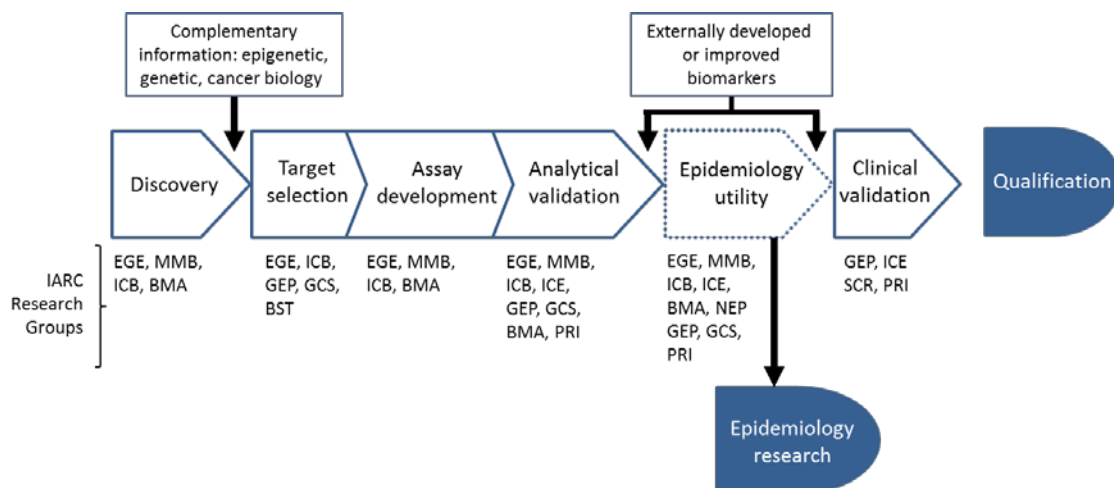 Complementary
information: epigenetic,
genetic, cancer biology
Externally developed
or improved
biomarkers
Discovery
Target
selection
Assay
development
Analytical
validation
Epidemiology
utility
Clinical
validation
Qualification
IARC
Research
Groups
EGE, MMB,
ICB, BMA
EGE, ICB,
GEP, GCS,
BST
EGE, MMB,
ICB, BMA
EGE, MMB,
ICB, ICE,
GEP, GCS,
BMA, PRI
EGE, MMB,
ICB, ICE,
BMA, NEP
GEP, GCS,
PRI
GEP, ICE
SCR, PRI
Epidemiology
research